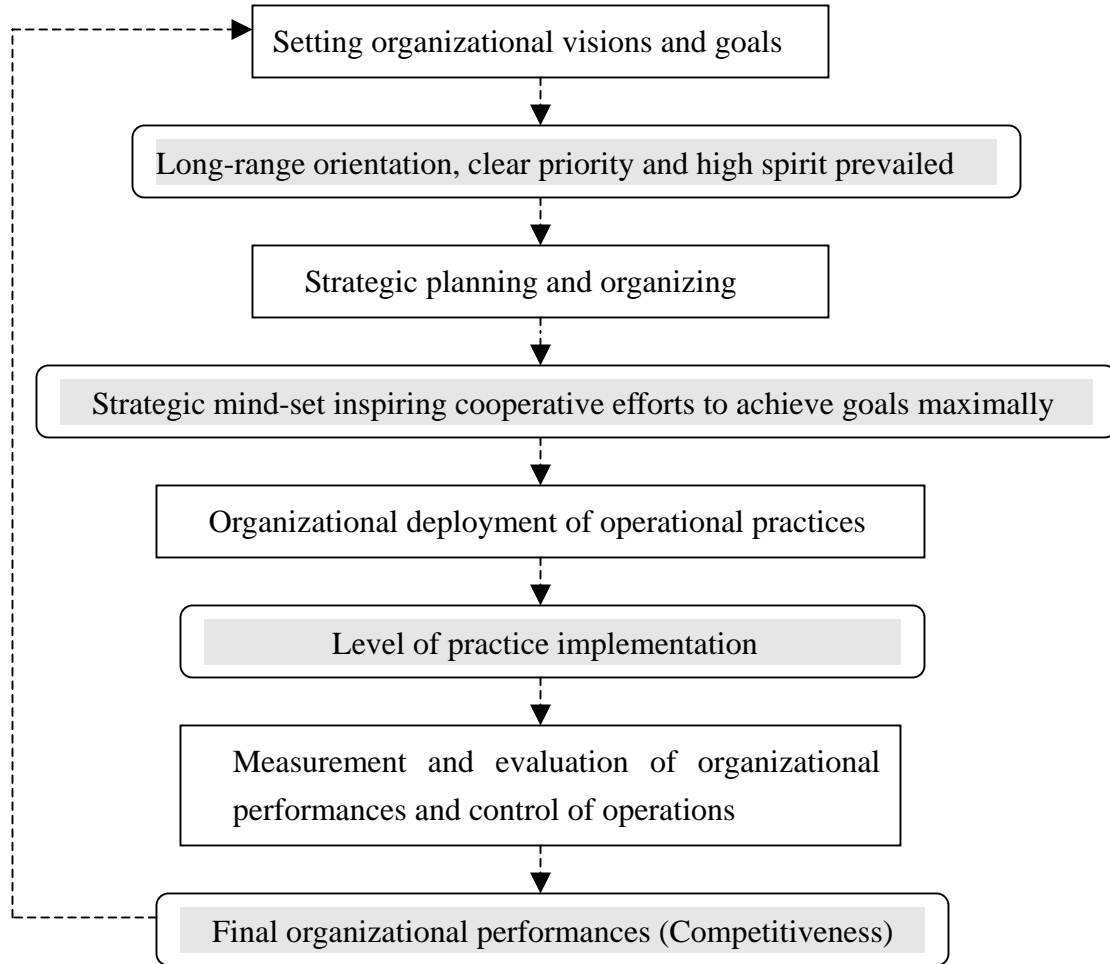 Setting organizational visions and goals
Long-range orientation, clear priority and high spirit prevailed
Strategic planning and organizing
Strategic mind-set inspiring cooperative efforts to achieve goals maximally
Organizational deployment of operational practices
Level of practice implementation
Measurement and evaluation of organizational
performances and control of operations
Final organizational performances (Competitiveness)